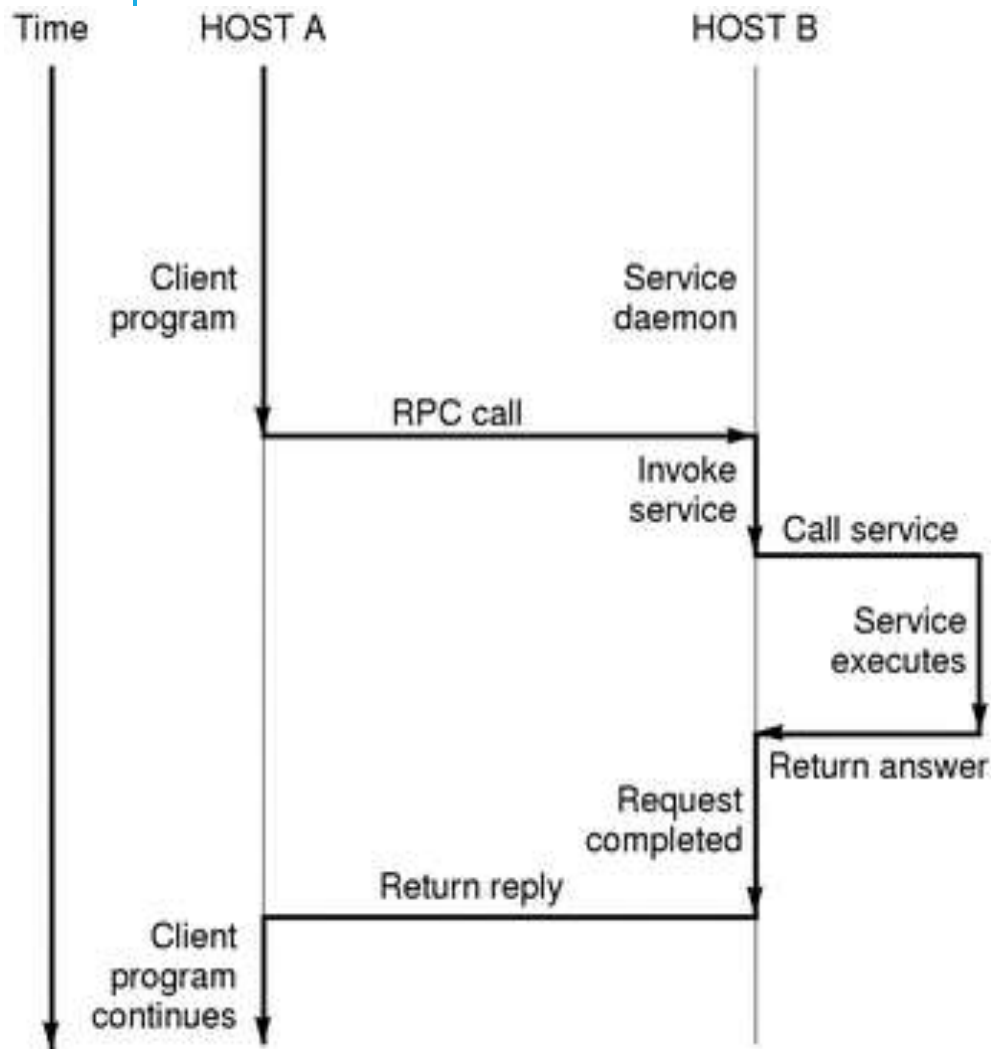 Time
HOST A
HOST B
Client
program
Service
daemon
RPC call
Invoke
service
Call service
Service
executes
Return answer
Request
completed
Return reply
Client
program
continues